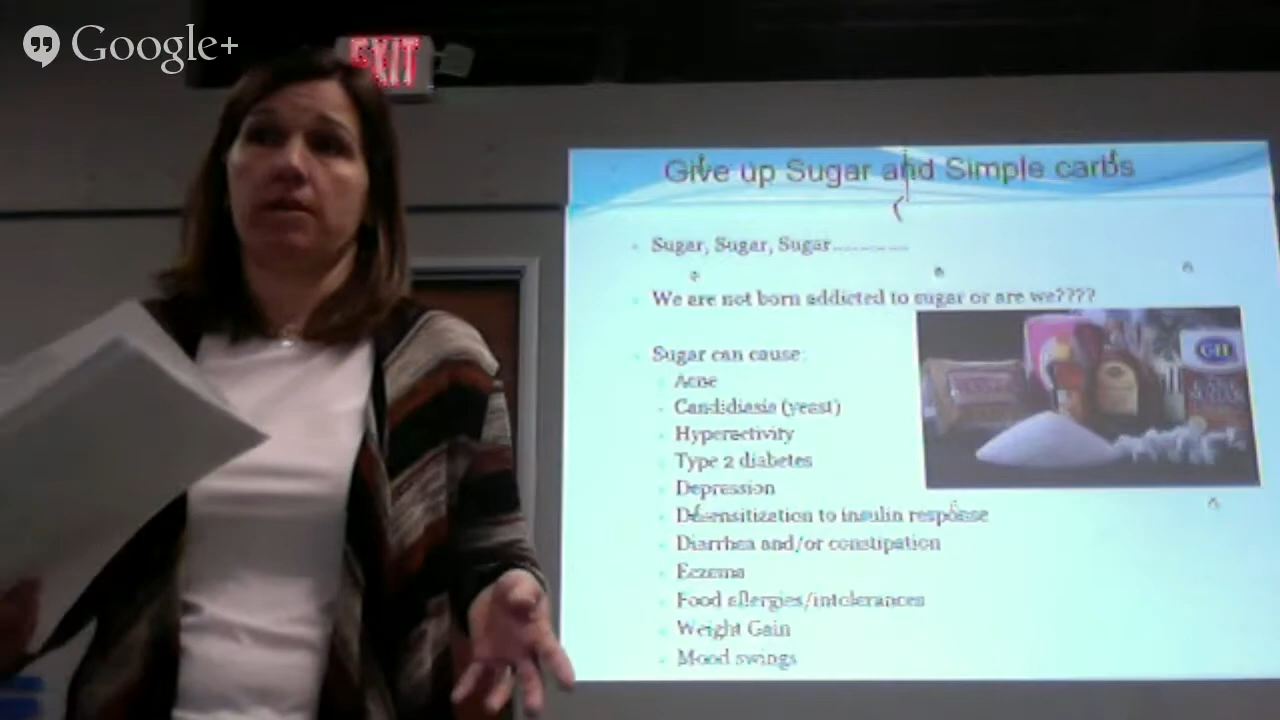 Google+
EXIT
Give up Sugar and Simple carbs
Sugar, Sugar, Sugar............
We are not born addicted to sugar or are we????
Sugar can cause:
Acne
Candidiasis (yeast)
Hyperactivity
Type 2 diabetes
Depression
Desensitization to insulin response
Diarrhea and/or constipation
Eczema
Food allergies/intolerances
Weight Gain
Mood swings